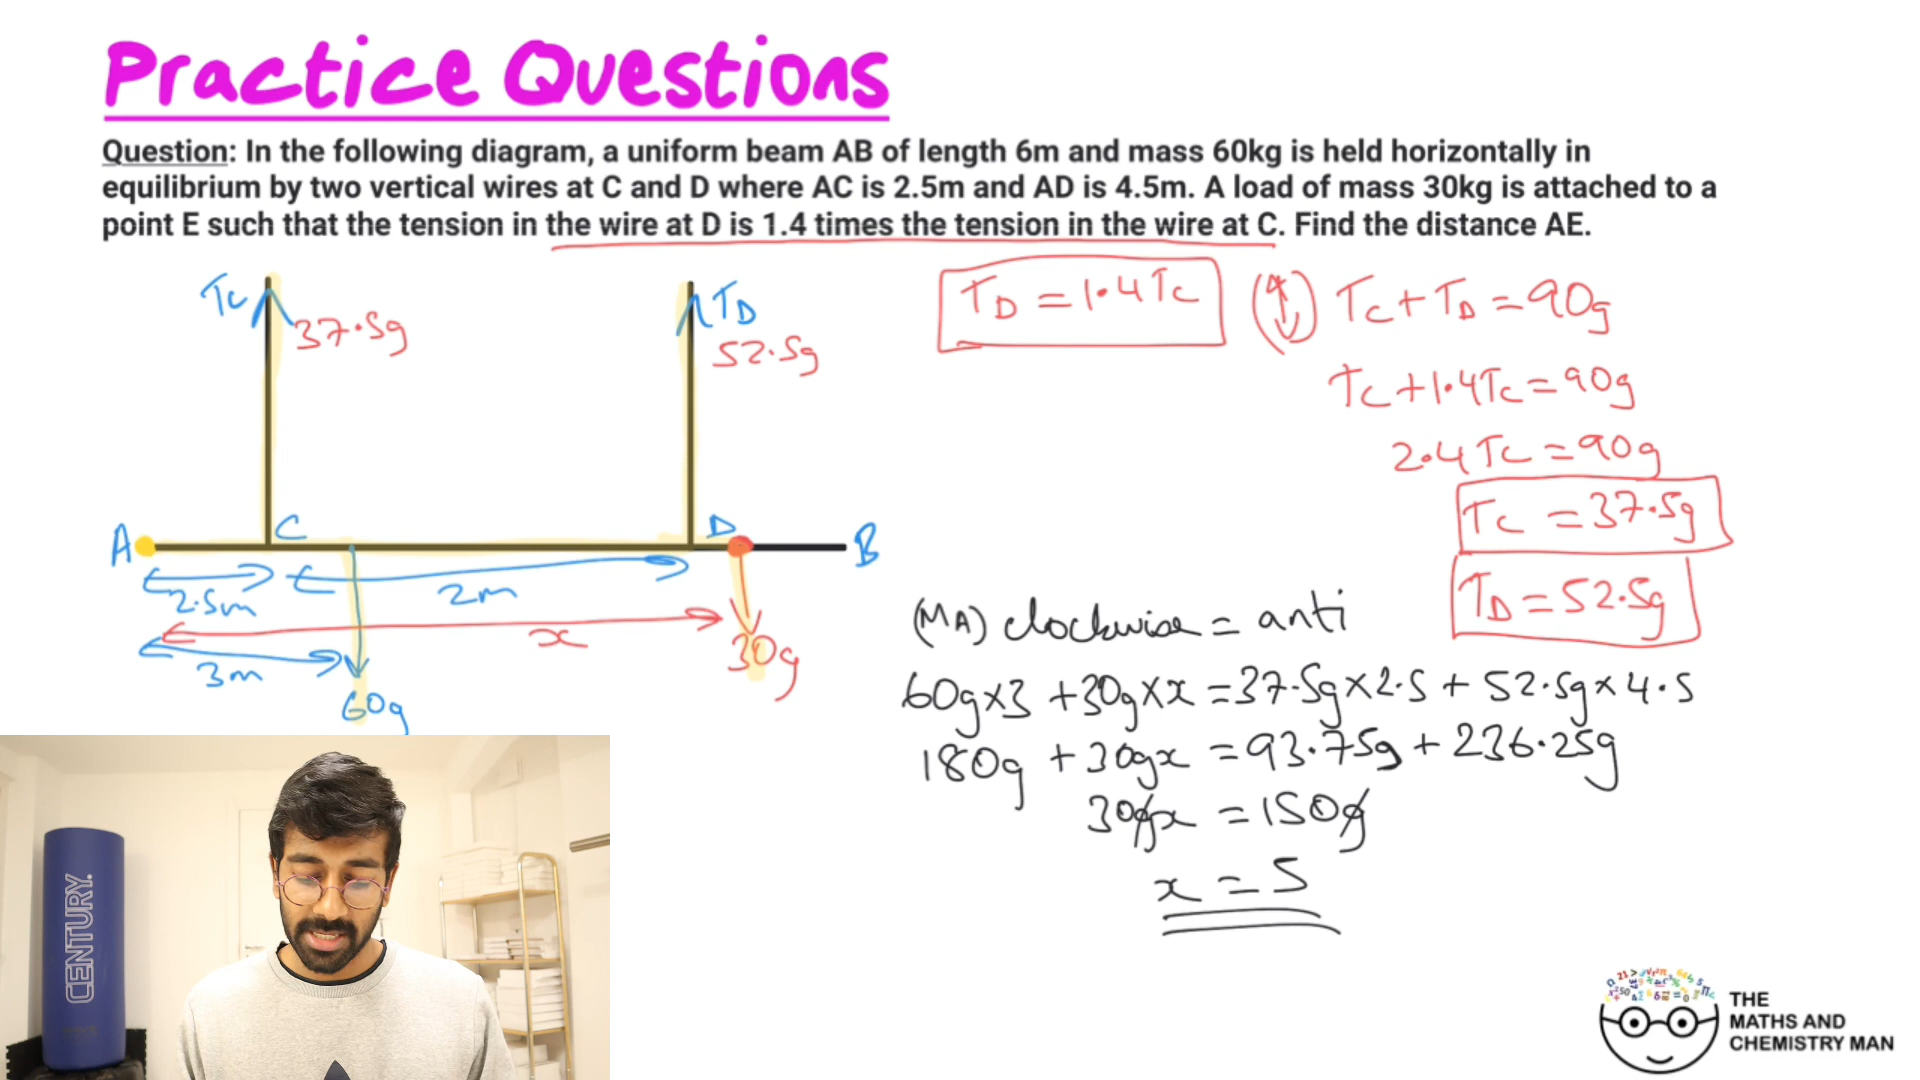 Practice Questions
Question: In the following diagram, a uniform beam AB of length 6m and mass 60kg is held horizontally in
equilibrium by two vertical wires at C and D where AC is 2.5m and AD is 4.5m. A load of mass 30kg is attached to a
point E such that the tension in the wire at D is 1.4 times the tension in the wire at C. Find the distance AE.
Tc
37.5g
TD
52.5g
A
C
D
B
2.5m
2m
x
3m
60g
30g
TD = 1.4Tc
Tc + TD = 90g
Tc + 1.4Tc = 90g
2.4Tc = 90g
Tc = 37.5g
TD = 52.5g
(MA) clockwise = anti
60g×3 + 30g×x = 37.5g×2.5 + 52.5g×4.5
180g + 30gx = 93.75g + 236.25g
30gx = 150g
x = 5
CENTURY.
THE
MATHS AND
CHEMISTRY MAN